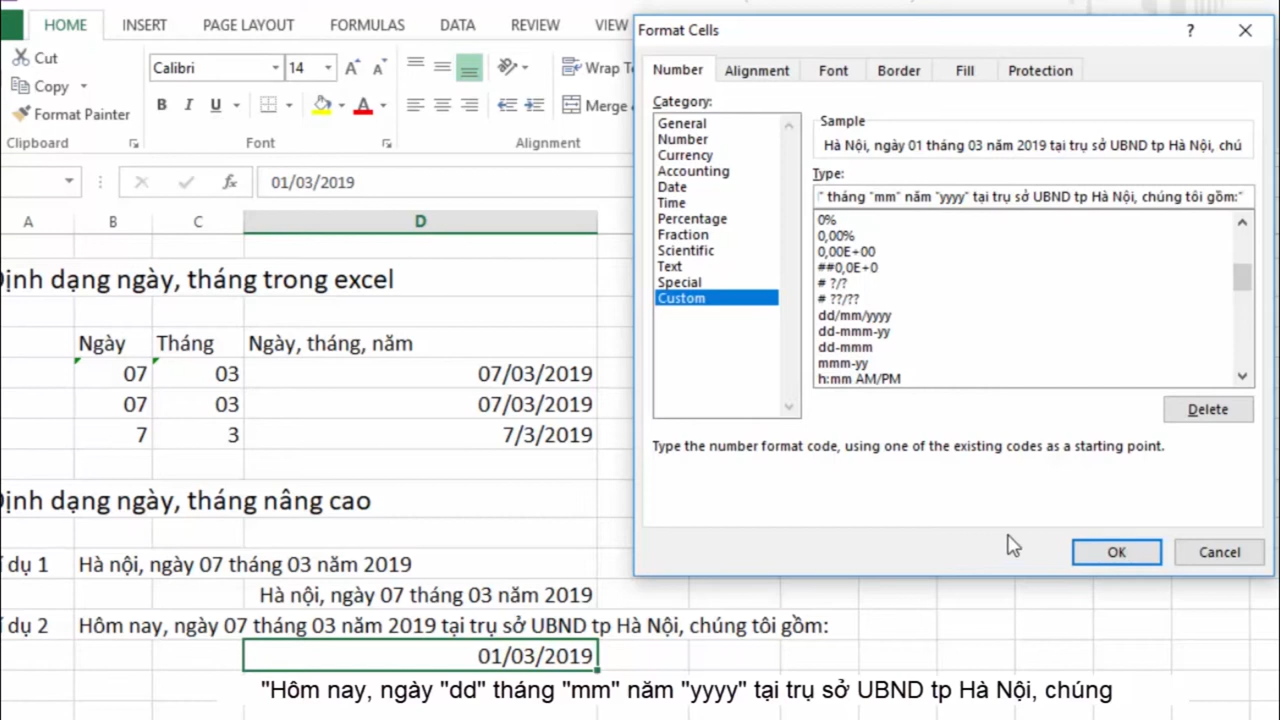 HOME INSERT PAGE LAYOUT FORMULAS DATA REVIEW VIEW
Cut
Copy
Format Painter
Clipboard
Calibri 14
B I U A
Font
Wrap
Merge
Alignment
fx 01/03/2019
A B C D
Định dạng ngày, tháng trong excel
Ngày Tháng Ngày, tháng, năm
07 03 07/03/2019
07 03 07/03/2019
7 3 7/3/2019
Định dạng ngày, tháng nâng cao
dụ 1 Hà nội, ngày 07 tháng 03 năm 2019
Hà nội, ngày 07 tháng 03 năm 2019
dụ 2 Hôm nay, ngày 07 tháng 03 năm 2019 tại trụ sở UBND tp Hà Nội, chúng tôi gồm:
01/03/2019
"Hôm nay, ngày "dd" tháng "mm" năm "yyyy" tại trụ sở UBND tp Hà Nội, chúng
Format Cells ?
Number Alignment Font Border Fill Protection
Category:
General
Number
Currency
Accounting
Date
Time
Percentage
Fraction
Scientific
Text
Special
Custom
Sample
Hà Nội, ngày 01 tháng 03 năm 2019 tại trụ sở UBND tp Hà Nội, chú
Type:
" tháng "mm" năm "yyyy" tại trụ sở UBND tp Hà Nội, chúng tôi gồm:"
0%
0,00%
0,00E+00
##0,0E+0
# ?/?
# ??/??
dd/mm/yyyy
dd-mmm-yy
dd-mmm
mmm-yy
h:mm AM/PM
Delete
Type the number format code, using one of the existing codes as a starting point.
OK Cancel